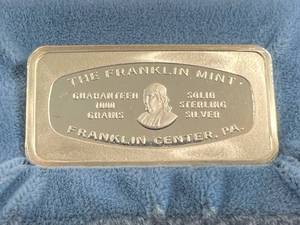 THE FRANKLIN MINT·
GUARANTEED SOLID
1000 STERLING
GRAINS SILVER
FRANKLIN CENTER, PA.